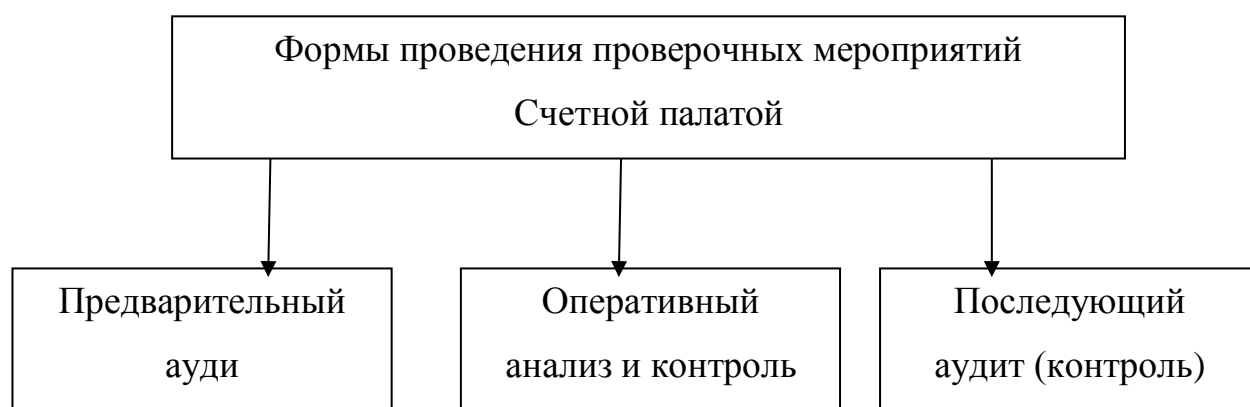 Формы проведения проверочных мероприятий
Счетной палатой
Предварительный
ауди
Оперативный
анализ и контроль
Последующий
аудит (контроль)